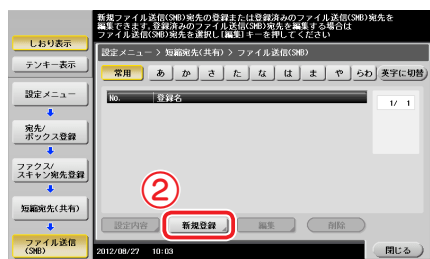 新規ファイル送信(SMB)宛先の登録または登録済みのファイル送信(SMB)宛先を
編集できます。登録済みのファイル送信(SMB)宛先を編集する場合は
ファイル送信(SMB)宛先を選択し[編集]キーを押してください
しおり表示
テンキー表示
設定メニュー
宛先/
ボックス登録
ファクス/
スキャン宛先登録
短縮宛先(共有)
ファイル送信
(SMB)
設定メニュー > 短縮宛先(共有) > ファイル送信(SMB)
常用 あ か さ た な は ま や らわ 英字に切替
No. 登録名
1/ 1
②
設定内容 新規登録 編集 削除
2012/08/27 10:03
閉じる